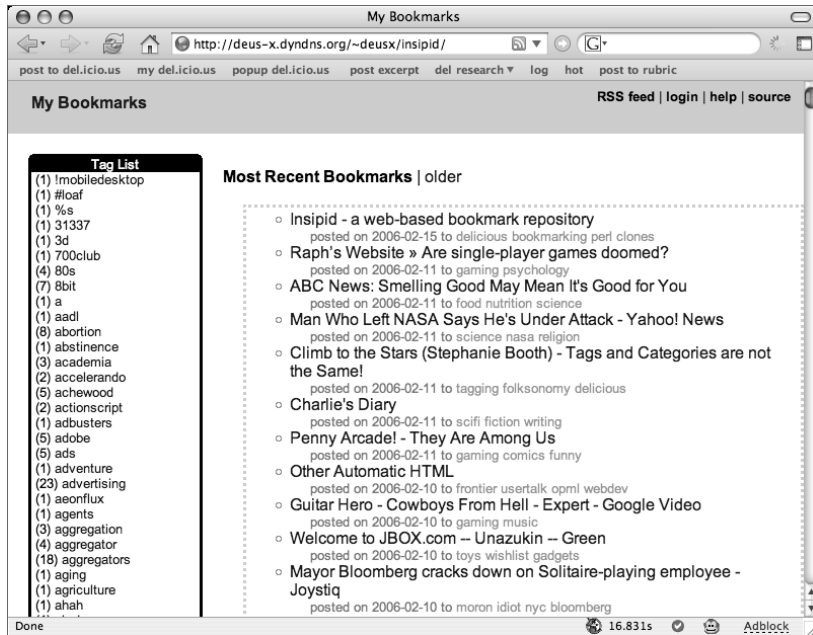 My Bookmarks
http://deus-x.dyndns.org/~deusx/insipid/
G
post to del.icio.us my del.icio.us popup del.icio.us post excerpt del research log hot post to rubric
My Bookmarks
RSS feed | login | help | source
Tag List
(1) !mobiledesktop
(1) #loaf
(1) %s
(1) 31337
(1) 3d
(1) 700club
(4) 80s
(7) 8bit
(1) a
(1) aadl
(8) abortion
(1) abstinence
(3) academia
(2) accelerando
(5) achewood
(2) actionscript
(1) adbusters
(5) adobe
(5) ads
(1) adventure
(23) advertising
(1) aeonflux
(1) agents
(3) aggregation
(4) aggregator
(18) aggregators
(1) aging
(1) agriculture
(1) ahah
Most Recent Bookmarks | older
Insipid - a web-based bookmark repository
posted on 2006-02-15 to delicious bookmarking perl clones
Raph's Website » Are single-player games doomed?
posted on 2006-02-11 to gaming psychology
ABC News: Smelling Good May Mean It's Good for You
posted on 2006-02-11 to food nutrition science
Man Who Left NASA Says He's Under Attack - Yahoo! News
posted on 2006-02-11 to science nasa religion
Climb to the Stars (Stephanie Booth) - Tags and Categories are not
the Same!
posted on 2006-02-11 to tagging folksonomy delicious
Charlie's Diary
posted on 2006-02-11 to scifi fiction writing
Penny Arcade! - They Are Among Us
posted on 2006-02-11 to gaming comics funny
Other Automatic HTML
posted on 2006-02-10 to frontier usertalk opml webdev
Guitar Hero - Cowboys From Hell - Expert - Google Video
posted on 2006-02-10 to gaming music
Welcome to JBOX.com -- Unazukin -- Green
posted on 2006-02-10 to toys wishlist gadgets
Mayor Bloomberg cracks down on Solitaire-playing employee -
Joystiq
posted on 2006-02-10 to moron idiot nyc bloomberg
Done
16.831s
Adblock